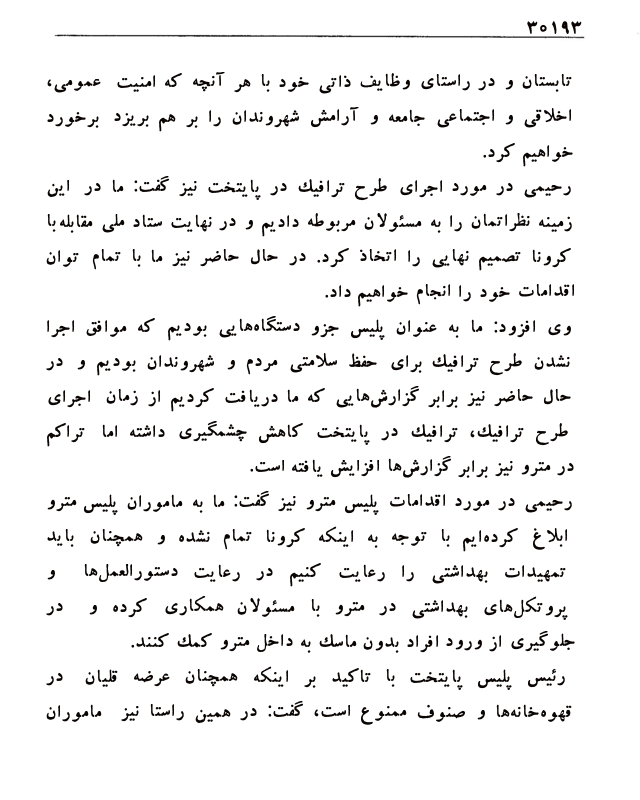 ۳۰۱۹۳
تابستان و در راستای وظایف ذاتی خود با هر آنچه که امنیت عمومی،
اخلاقی و اجتماعی جامعه و آرامش شهروندان را بر هم بریزد برخورد
خواهیم کرد.
رحیمی در مورد اجرای طرح ترافیک در پایتخت نیز گفت: ما در این
زمینه نظراتمان را به مسئولان مربوطه دادیم و در نهایت ستاد ملی مقابله با
کرونا تصمیم نهایی را اتخاذ کرد. در حال حاضر نیز ما با تمام توان
اقدامات خود را انجام خواهیم داد.
وی افزود: ما به عنوان پلیس جزو دستگاه‌هایی بودیم که موافق اجرا
نشدن طرح ترافیک برای حفظ سلامتی مردم و شهروندان بودیم و در
حال حاضر نیز برابر گزارش‌هایی که ما دریافت کردیم از زمان اجرای
طرح ترافیک، ترافیک در پایتخت کاهش چشمگیری داشته اما تراکم
در مترو نیز برابر گزارش‌ها افزایش یافته است.
رحیمی در مورد اقدامات پلیس مترو نیز گفت: ما به ماموران پلیس مترو
ابلاغ کرده‌ایم با توجه به اینکه کرونا تمام نشده و همچنان باید
تمهیدات بهداشتی را رعایت کنیم در رعایت دستورالعمل‌ها و
پروتکل‌های بهداشتی در مترو با مسئولان همکاری کرده و در
جلوگیری از ورود افراد بدون ماسک به داخل مترو کمک کنند.
رئیس پلیس پایتخت با تاکید بر اینکه همچنان عرضه قلیان در
قهوه‌خانه‌ها و صنوف ممنوع است، گفت: در همین راستا نیز ماموران